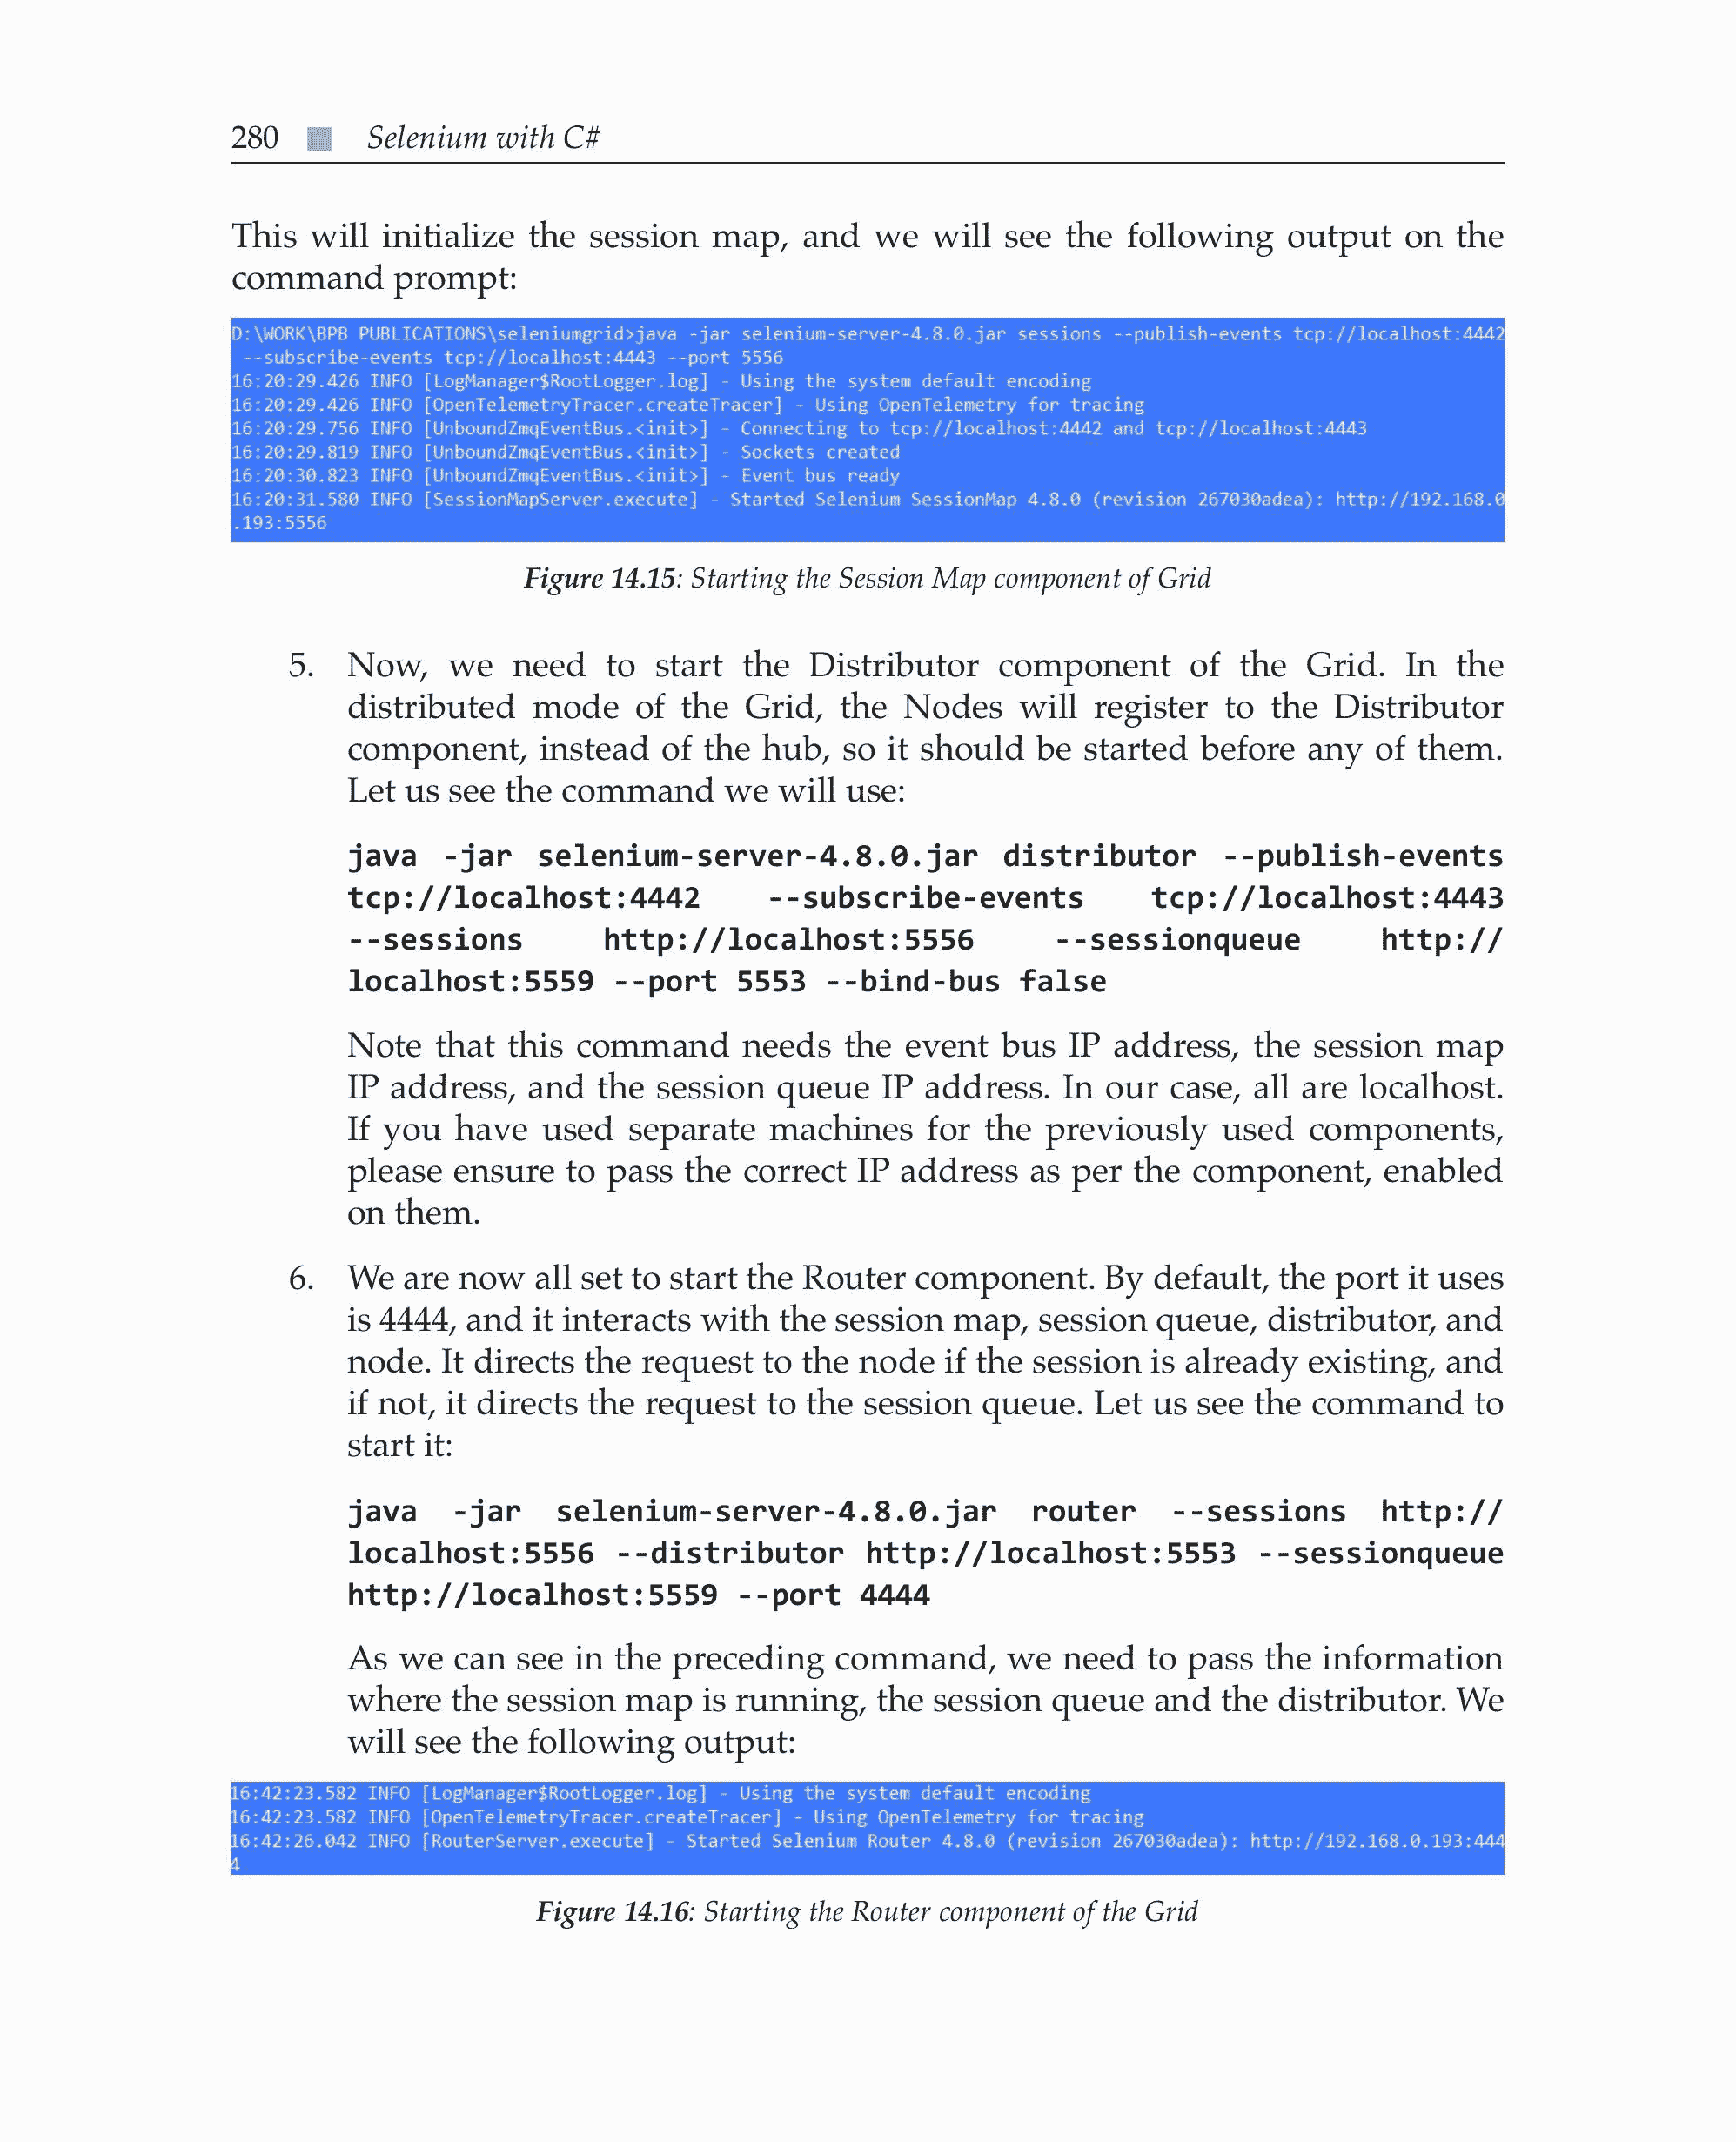 280 Selenium with C#
This will initialize the session map, and we will see the following output on the
command prompt:
D:\WORK\BPB PUBLICATIONS\seleniumgrid>java -jar selenium-server-4.8.0.jar sessions --publish-events tcp://localhost:4442
--subscribe-events tcp://localhost:4443 --port 5556
16:20:29.426 INFO [LogManager$RootLogger.log] - Using the system default encoding
16:20:29.426 INFO [OpenTelemetryTracer.createTracer] - Using OpenTelemetry for tracing
16:20:29.756 INFO [UnboundZmqEventBus.<init>] - Connecting to tcp://localhost:4442 and tcp://localhost:4443
16:20:29.819 INFO [UnboundZmqEventBus.<init>] - Sockets created
16:20:30.823 INFO [UnboundZmqEventBus.<init>] - Event bus ready
16:20:31.580 INFO [SessionMapServer.execute] - Started Selenium SessionMap 4.8.0 (revision 267030adea): http://192.168.0
.193:5556
Figure 14.15: Starting the Session Map component of Grid
5. Now, we need to start the Distributor component of the Grid. In the
distributed mode of the Grid, the Nodes will register to the Distributor
component, instead of the hub, so it should be started before any of them.
Let us see the command we will use:
java -jar selenium-server-4.8.0.jar distributor --publish-events
tcp://localhost:4442 --subscribe-events tcp://localhost:4443
--sessions http://localhost:5556 --sessionqueue http://
localhost:5559 --port 5553 --bind-bus false
Note that this command needs the event bus IP address, the session map
IP address, and the session queue IP address. In our case, all are localhost.
If you have used separate machines for the previously used components,
please ensure to pass the correct IP address as per the component, enabled
on them.
6. We are now all set to start the Router component. By default, the port it uses
is 4444, and it interacts with the session map, session queue, distributor, and
node. It directs the request to the node if the session is already existing, and
if not, it directs the request to the session queue. Let us see the command to
start it:
java -jar selenium-server-4.8.0.jar router --sessions http://
localhost:5556 --distributor http://localhost:5553 --sessionqueue
http://localhost:5559 --port 4444
As we can see in the preceding command, we need to pass the information
where the session map is running, the session queue and the distributor. We
will see the following output:
16:42:23.582 INFO [LogManager$RootLogger.log] - Using the system default encoding
16:42:23.582 INFO [OpenTelemetryTracer.createTracer] - Using OpenTelemetry for tracing
16:42:26.042 INFO [RouterServer.execute] - Started Selenium Router 4.8.0 (revision 267030adea): http://192.168.0.193:444
4
Figure 14.16: Starting the Router component of the Grid